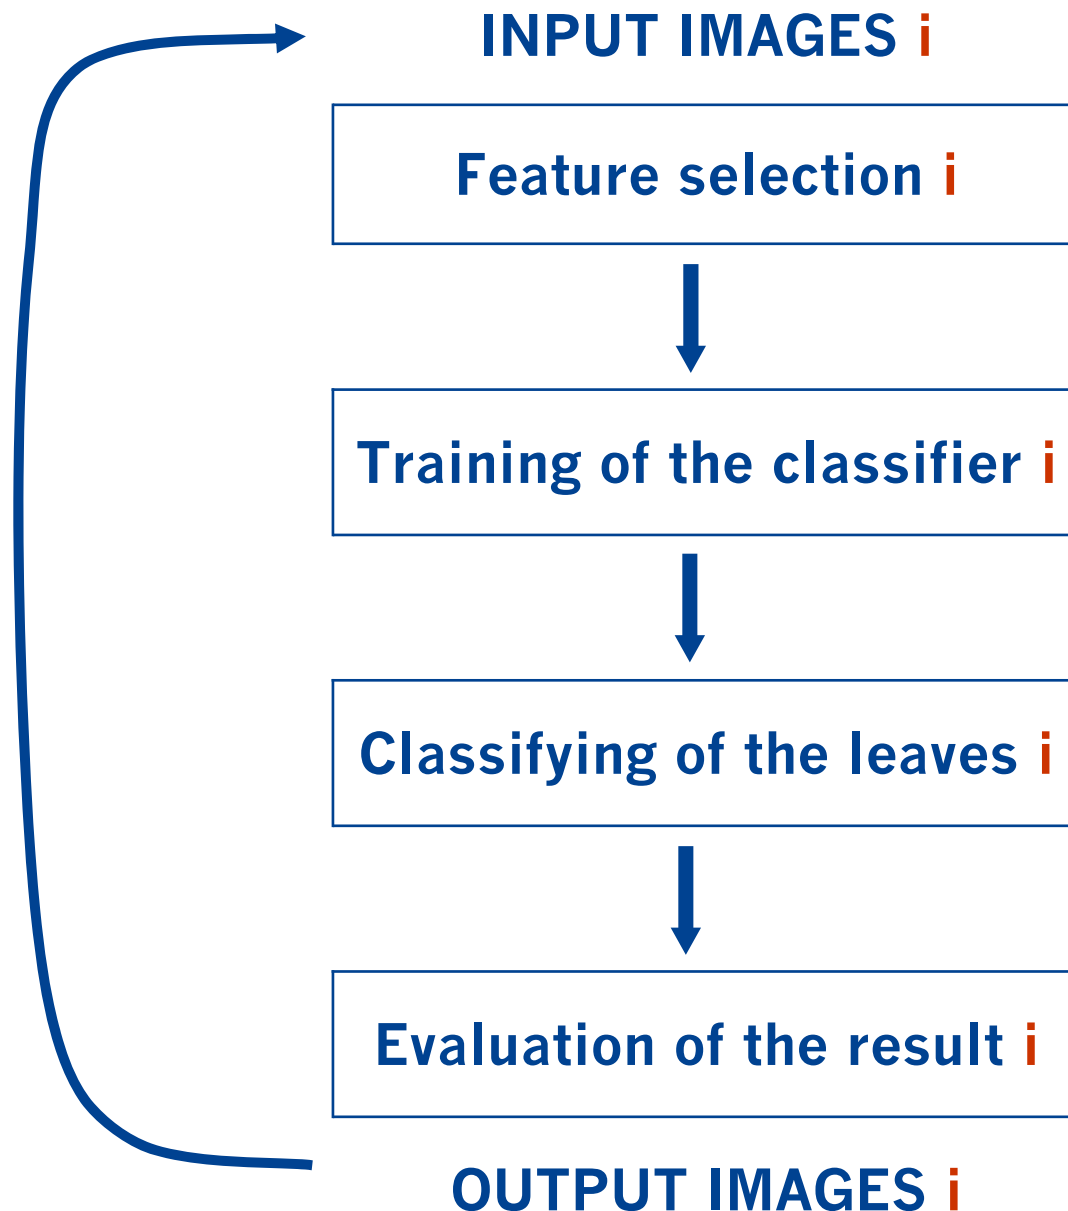 INPUT IMAGES i
Feature selection i
Training of the classifier i
Classifying of the leaves i
Evaluation of the result i
OUTPUT IMAGES i